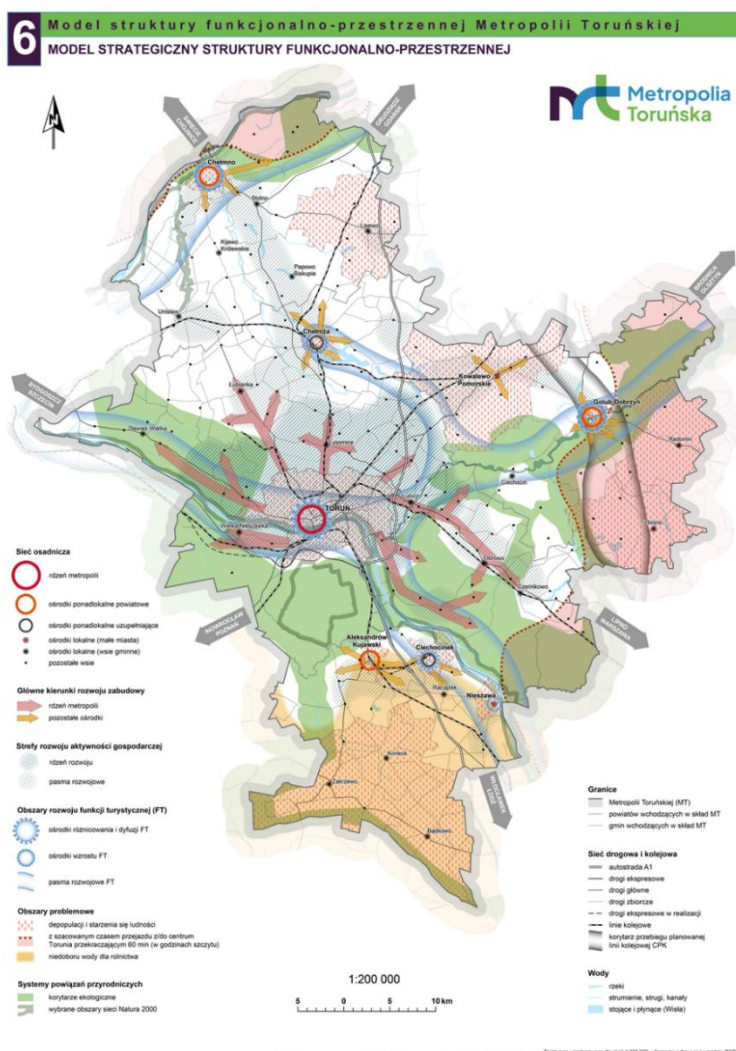 6
Model struktury funkcjonalno-przestrzennej Metropolii Toruńskiej
MODEL STRATEGICZNY STRUKTURY FUNKCJONALNO-PRZESTRZENNEJ
Metropolia
Toruńska
ŚWIECIE
CHOJNICE
GRUDZIĄDZ
GDAŃSK
Chełmno
Stolno
Lisewo
Kijewo
Królewskie
Papowo
Biskupie
BRODNICA
OLSZTYN
Unisław
Chełmża
Kowalewo
Pomorskie
BYDGOSZCZ
SZCZECIN
Łubianka
Golub-Dobrzyń
Zławieś Wielka
Łysomice
Radomin
Ciechocin
TORUŃ
Lubicz
Wielka Nieszawka
Zbójno
Obrowo
Czernikowo
INOWROCŁAW
POZNAŃ
LIPNO
WARSZAWA
Aleksandrów
Kujawski
Ciechocinek
Raciążek
Nieszawa
Koneck
Zakrzewo
WŁOCŁAWEK
ŁÓDŹ
Bądkowo
Sieć osadnicza
rdzeń metropolii
ośrodki ponadlokalne powiatowe
ośrodki ponadlokalne uzupełniające
ośrodki lokalne (małe miasta)
ośrodki lokalne (wsie gminne)
pozostałe wsie
Główne kierunki rozwoju zabudowy
rdzeń metropolii
pozostałe ośrodki
Strefy rozwoju aktywności gospodarczej
rdzeń rozwoju
pasma rozwojowe
Obszary rozwoju funkcji turystycznej (FT)
ośrodki różnicowania i dyfuzji FT
ośrodki wzrostu FT
pasma rozwojowe FT
Obszary problemowe
depopulacji i starzenia się ludności
z szacowanym czasem przejazdu z/do centrum
Torunia przekraczającym 60 min (w godzinach szczytu)
niedoboru wody dla rolnictwa
Systemy powiązań przyrodniczych
korytarze ekologiczne
wybrane obszary sieci Natura 2000
1:200 000
5 0 5 10 km
Granice
Metropolii Toruńskiej (MT)
powiatów wchodzących w skład MT
gmin wchodzących w skład MT
Sieć drogowa i kolejowa
autostrada A1
drogi ekspresowe
drogi główne
drogi zbiorcze
drogi ekspresowe w realizacji
linie kolejowe
korytarz przebiegu planowanej
linii kolejowej CPK
Wody
rzeki
strumienie, strugi, kanały
stojące i płynące (Wisła)